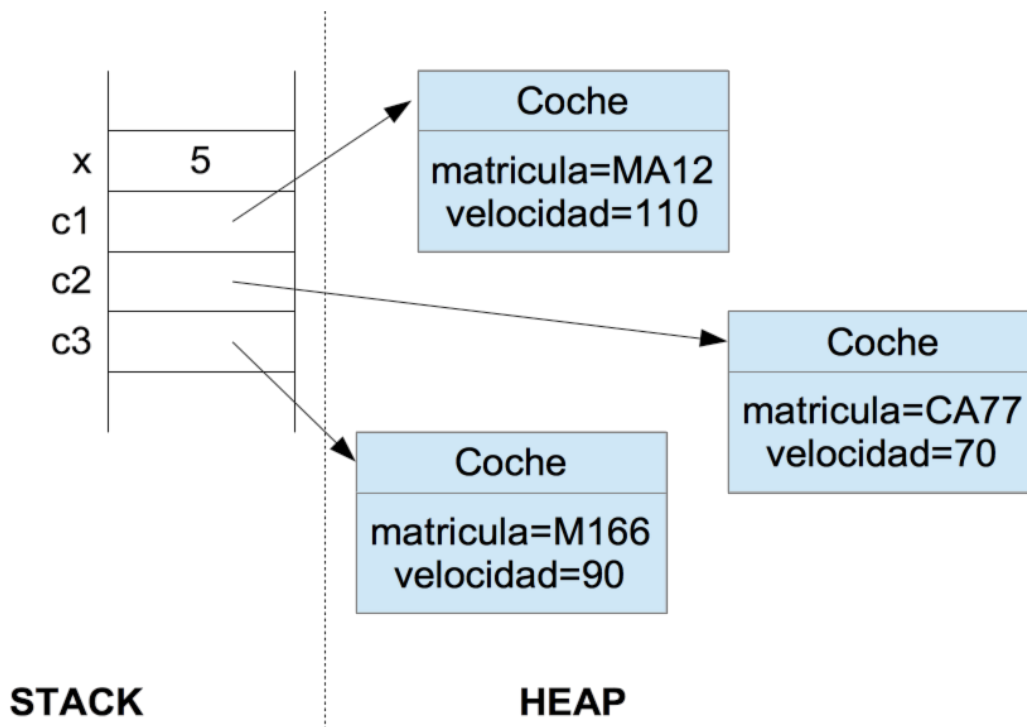 x
5
c1
c2
c3
Coche
matricula=MA12
velocidad=110
Coche
matricula=CA77
velocidad=70
Coche
matricula=M166
velocidad=90
STACK
HEAP